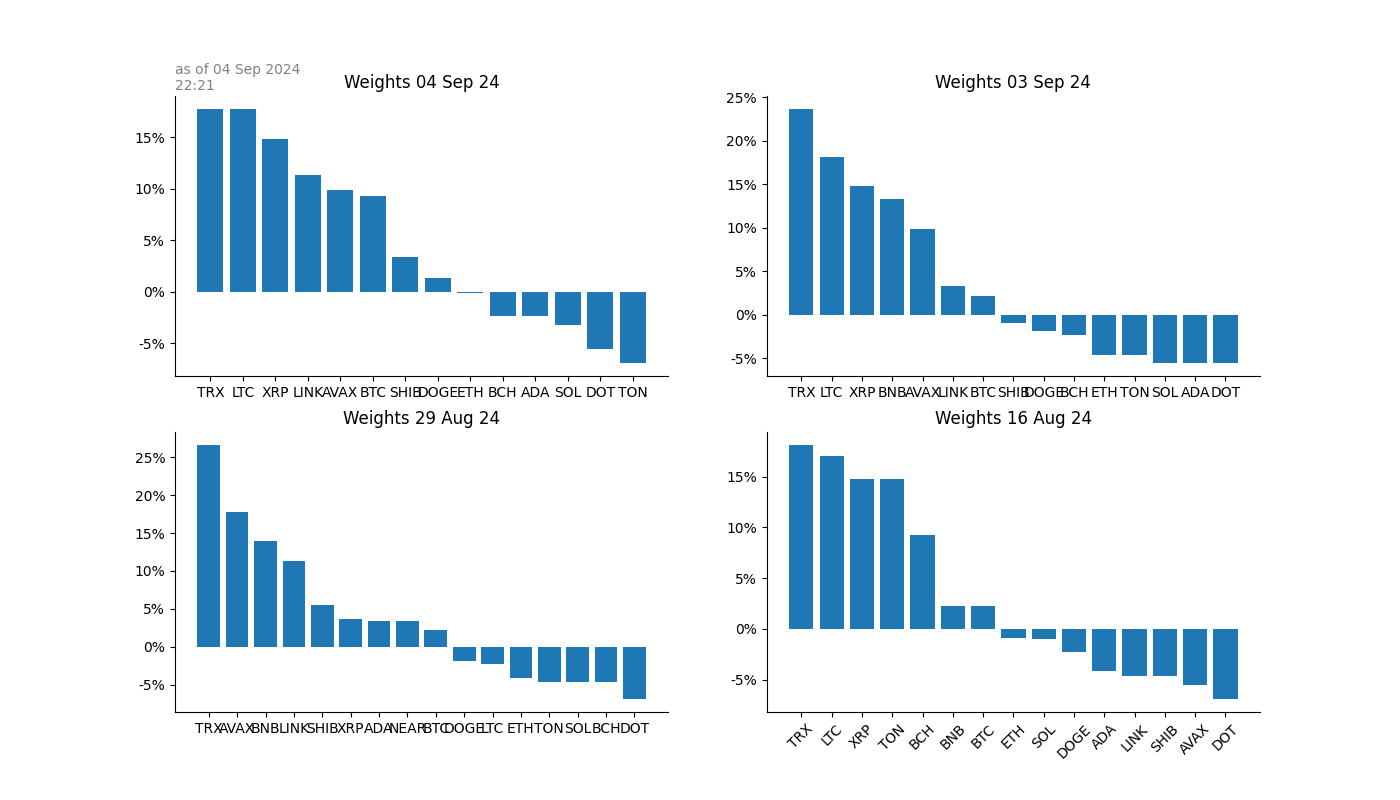 as of 04 Sep 2024
22:21
Weights 04 Sep 24
15%
10%
5%
0%
-5%
TRX LTC XRP LINK AVAX BTC SHIB DOGE ETH BCH ADA SOL DOT TON
Weights 03 Sep 24
25%
20%
15%
10%
5%
0%
-5%
TRX LTC XRP BNB AVAX LINK BTC SHIB DOGE BCH ETH TON SOL ADA DOT
Weights 29 Aug 24
25%
20%
15%
10%
5%
0%
-5%
TRX AVAX BNB LINK SHIB XRP ADA NEAR BTC DOGE LTC ETH TON SOL BCH DOT
Weights 16 Aug 24
15%
10%
5%
0%
-5%
TRX LTC XRP TON BCH BNB BTC ETH SOL DOGE ADA LINK SHIB AVAX DOT